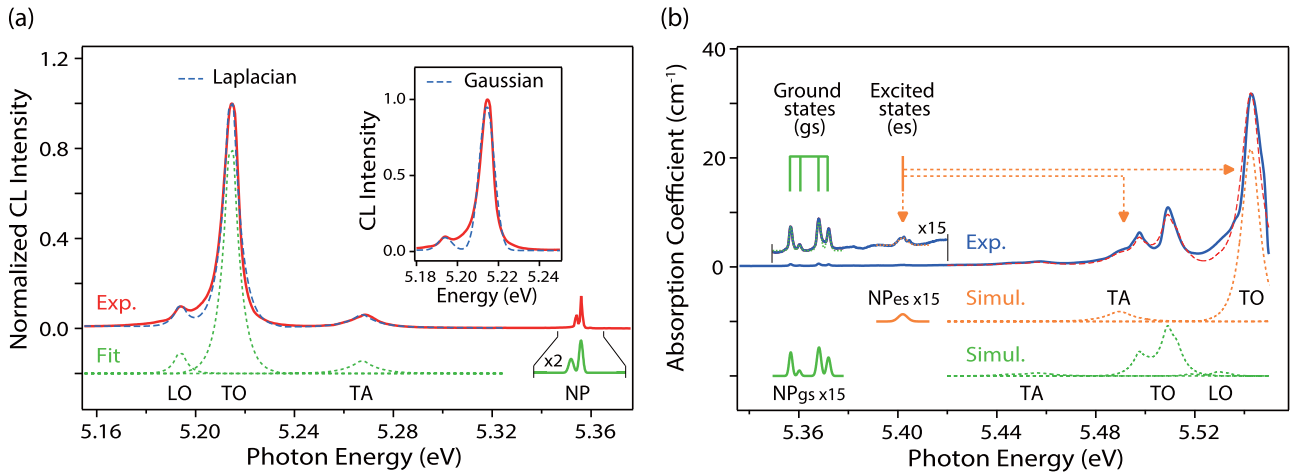 (a)
Normalized CL Intensity
1.2
1.0
0.8
0.4
0.0
Laplacian
Exp.
Fit
LO
TO
TA
x2
NP
5.16
5.20
5.24
5.28
5.32
5.36
Photon Energy (eV)
CL Intensity
Gaussian
1.0
0.5
0.0
5.18
5.20
5.22
5.24
Energy (eV)
(b)
Absorption Coefficient (cm-1)
40
20
0
Ground
states
(gs)
Excited
states
(es)
x15
Exp.
NPes x15
Simul.
TA
TO
Simul.
NPgs x15
TA
TO
LO
5.36
5.40
5.44
5.48
5.52
Photon Energy (eV)